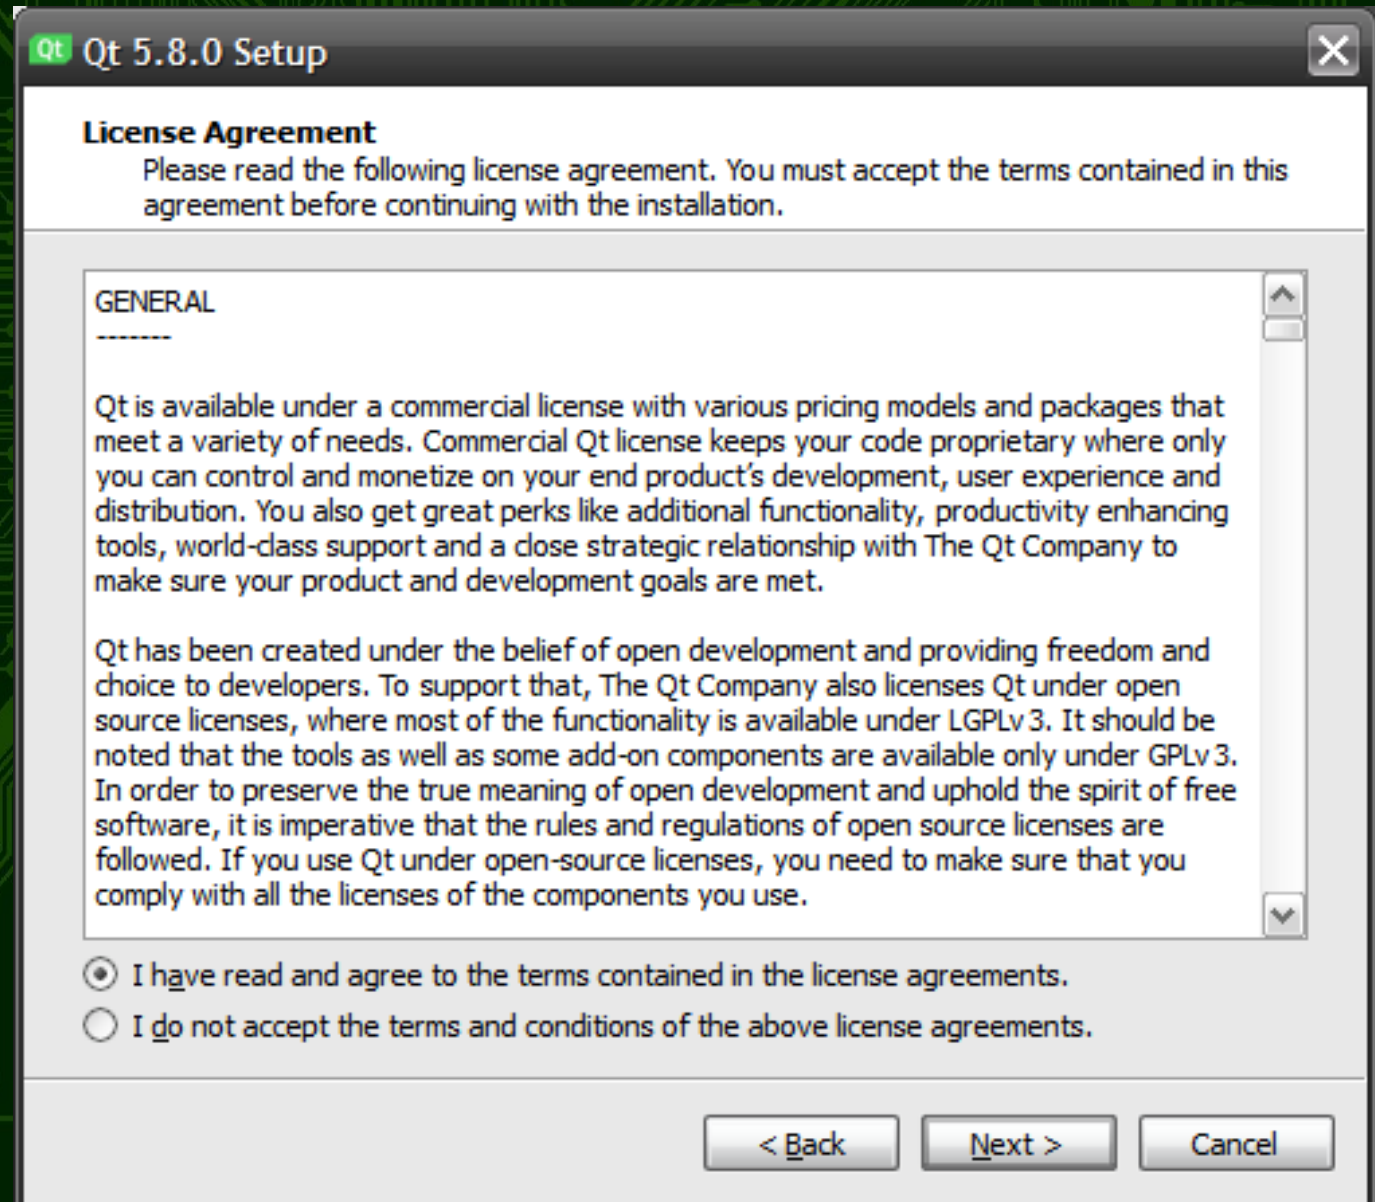 Qt Qt 5.8.0 Setup
License Agreement
Please read the following license agreement. You must accept the terms contained in this
agreement before continuing with the installation.
GENERAL
-------
Qt is available under a commercial license with various pricing models and packages that
meet a variety of needs. Commercial Qt license keeps your code proprietary where only
you can control and monetize on your end product's development, user experience and
distribution. You also get great perks like additional functionality, productivity enhancing
tools, world-class support and a close strategic relationship with The Qt Company to
make sure your product and development goals are met.
Qt has been created under the belief of open development and providing freedom and
choice to developers. To support that, The Qt Company also licenses Qt under open
source licenses, where most of the functionality is available under LGPLv3. It should be
noted that the tools as well as some add-on components are available only under GPLv3.
In order to preserve the true meaning of open development and uphold the spirit of free
software, it is imperative that the rules and regulations of open source licenses are
followed. If you use Qt under open-source licenses, you need to make sure that you
comply with all the licenses of the components you use.
I have read and agree to the terms contained in the license agreements.
I do not accept the terms and conditions of the above license agreements.
< Back Next > Cancel